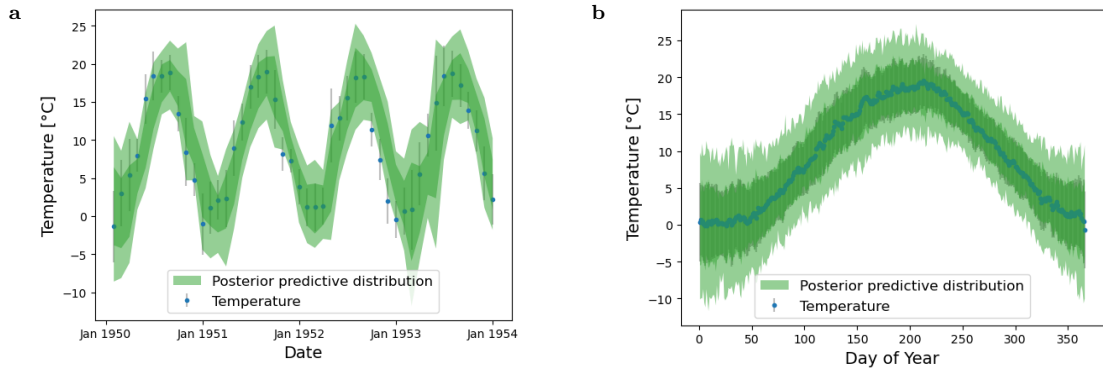 a
Temperature [°C]
25
20
15
10
5
0
−5
−10
Jan 1950
Jan 1951
Jan 1952
Jan 1953
Jan 1954
Date
Posterior predictive distribution
Temperature
b
Temperature [°C]
25
20
15
10
5
0
−5
−10
0
50
100
150
200
250
300
350
Day of Year
Posterior predictive distribution
Temperature